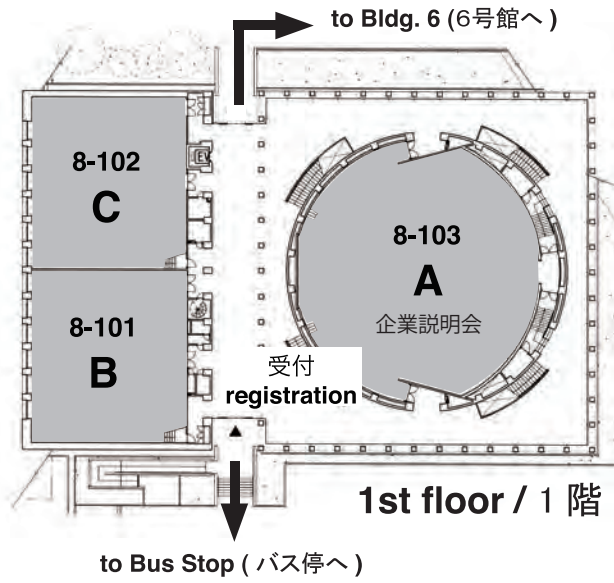 to Bldg. 6 (6号館へ)
8-102
C
EV
8-103
A
企業説明会
8-101
B
受付
registration
1st floor / 1 階
to Bus Stop ( バス停へ )